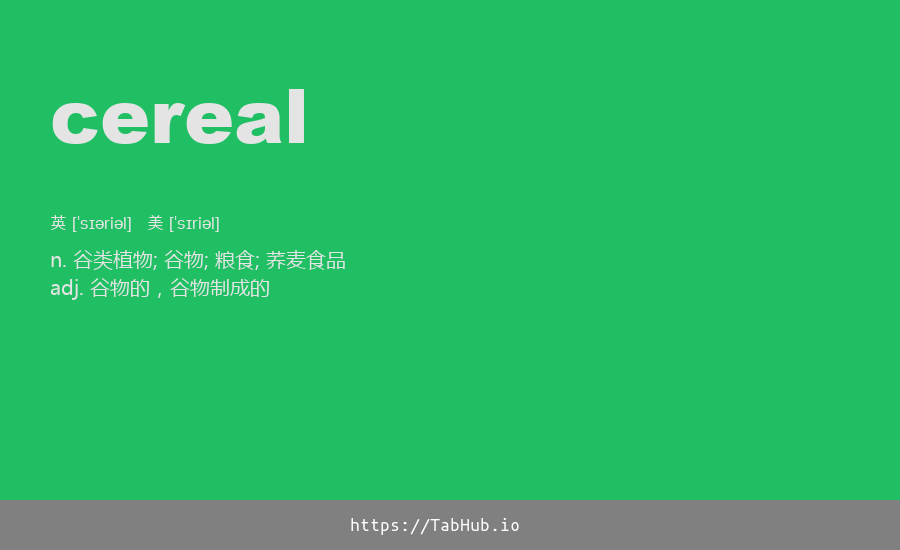 cereal
英 [ˈsɪəriəl] 美 [ˈsɪriəl]
n. 谷类植物; 谷物; 粮食; 荞麦食品
adj. 谷物的，谷物制成的
https://TabHub.io